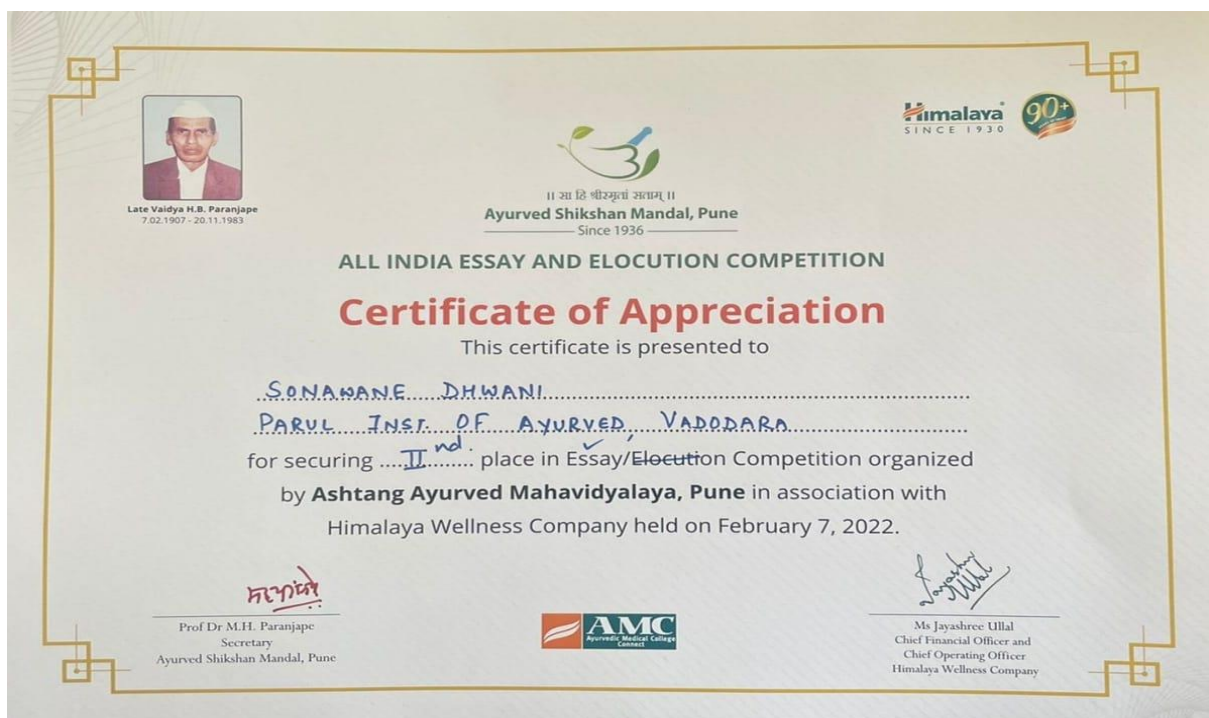 Late Vaidya H.B. Paranjape
7.02.1907 - 20.11.1983
Himalaya
SINCE 1930
90+
।। सा हि श्रीरमृतां सताम् ।।
Ayurved Shikshan Mandal, Pune
Since 1936
ALL INDIA ESSAY AND ELOCUTION COMPETITION
Certificate of Appreciation
This certificate is presented to
SONAWANE DHWANI
PARUL INST. OF AYURVED, VADODARA
for securing ....IInd...... place in Essay/Elocution Competition organized
by Ashtang Ayurved Mahavidyalaya, Pune in association with
Himalaya Wellness Company held on February 7, 2022.
Jayashree
Ullal
Prof Dr M.H. Paranjape
Secretary
Ayurved Shikshan Mandal, Pune
AMC
Ayurvedic Medical College
Connect
Ms Jayashree Ullal
Chief Financial Officer and
Chief Operating Officer
Himalaya Wellness Company